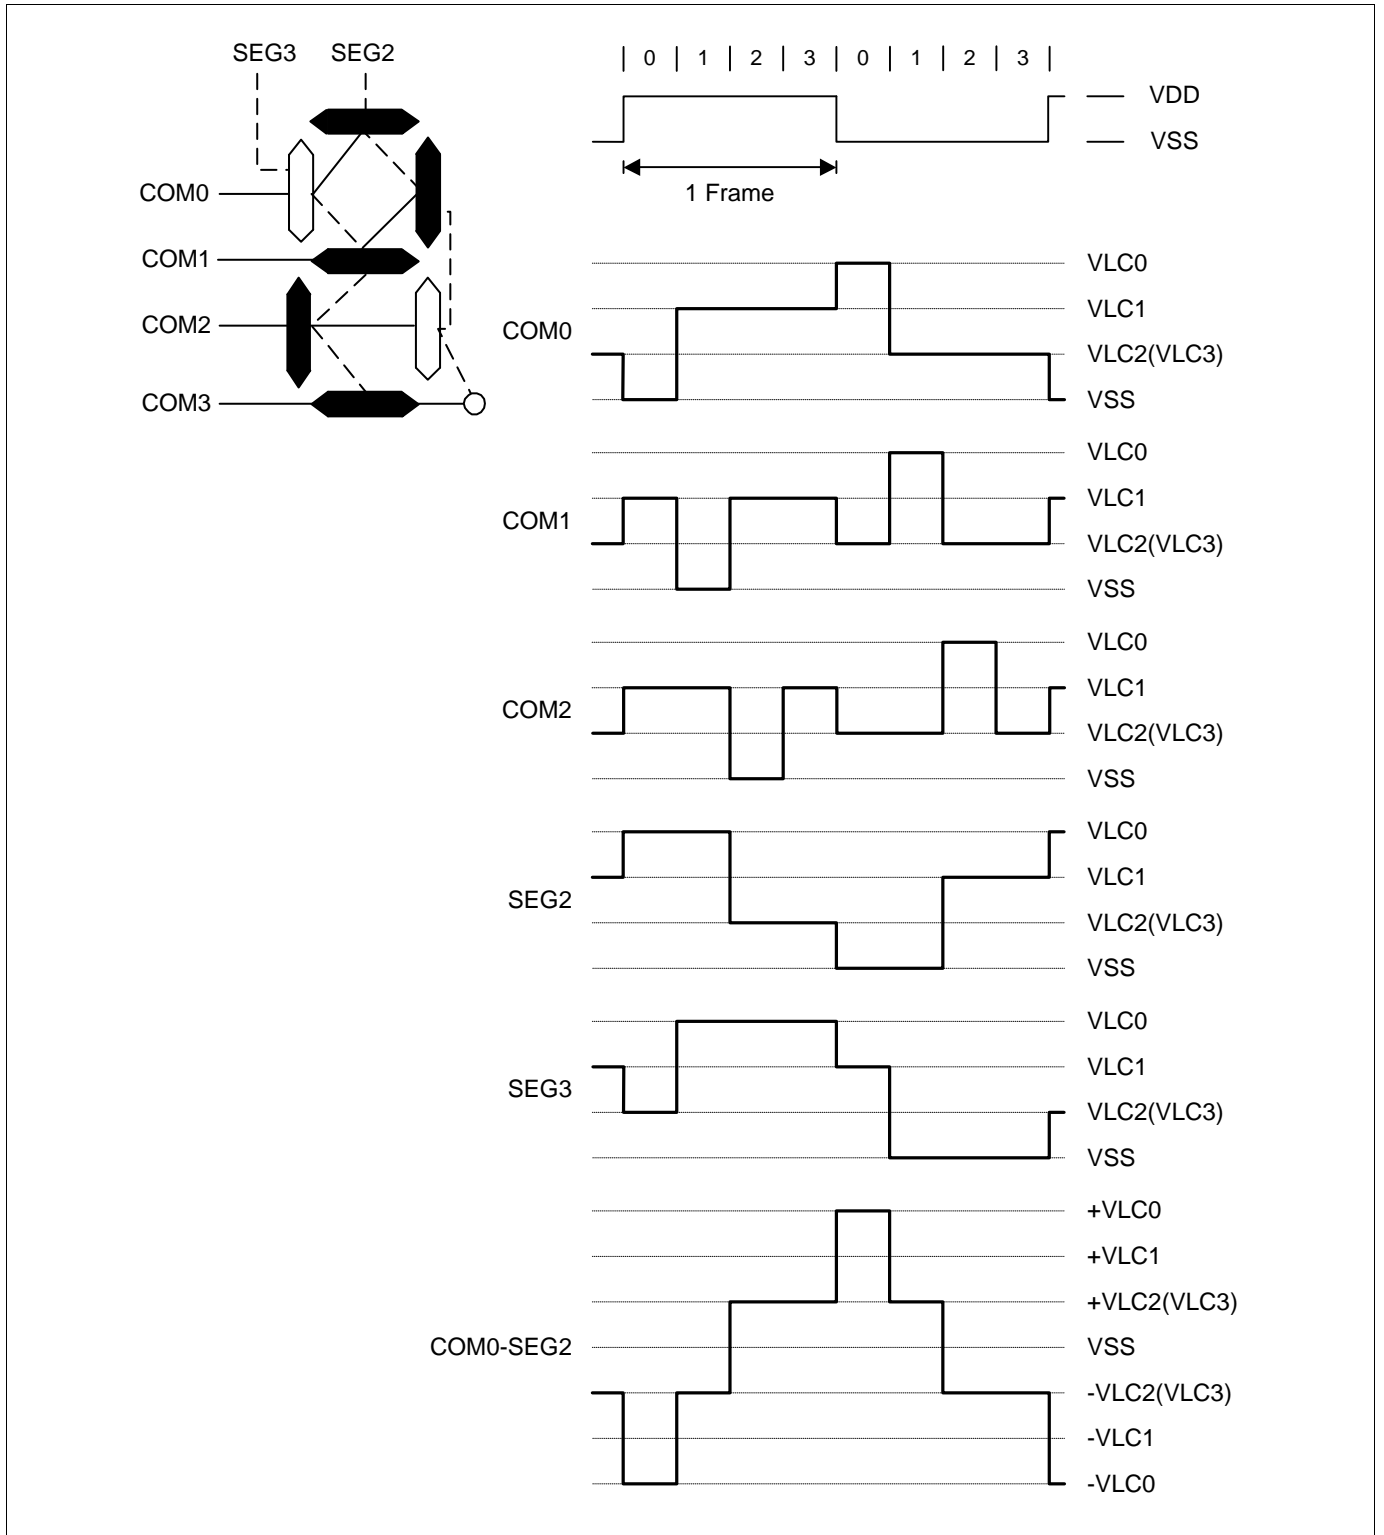 SEG3 SEG2
0 1 2 3 0 1 2 3
VDD
VSS
1 Frame
COM0
COM1
COM2
COM3
COM0
VLC0
VLC1
VLC2(VLC3)
VSS
COM1
VLC0
VLC1
VLC2(VLC3)
VSS
COM2
VLC0
VLC1
VLC2(VLC3)
VSS
SEG2
VLC0
VLC1
VLC2(VLC3)
VSS
SEG3
VLC0
VLC1
VLC2(VLC3)
VSS
COM0-SEG2
+VLC0
+VLC1
+VLC2(VLC3)
VSS
-VLC2(VLC3)
-VLC1
-VLC0